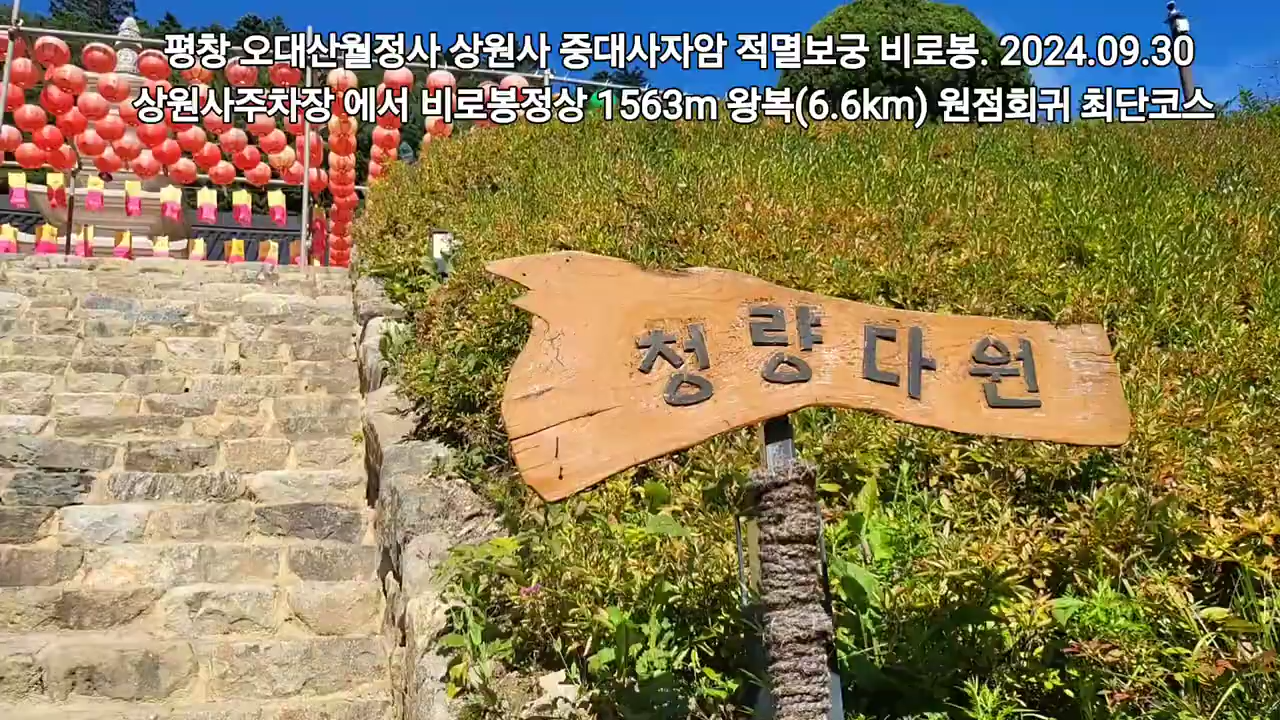 평창 오대산월정사 상원사 중대사자암 적멸보궁 비로봉. 2024.09.30
상원사주차장 에서 비로봉정상 1563m 왕복(6.6km) 원점회귀 최단코스
청량다원